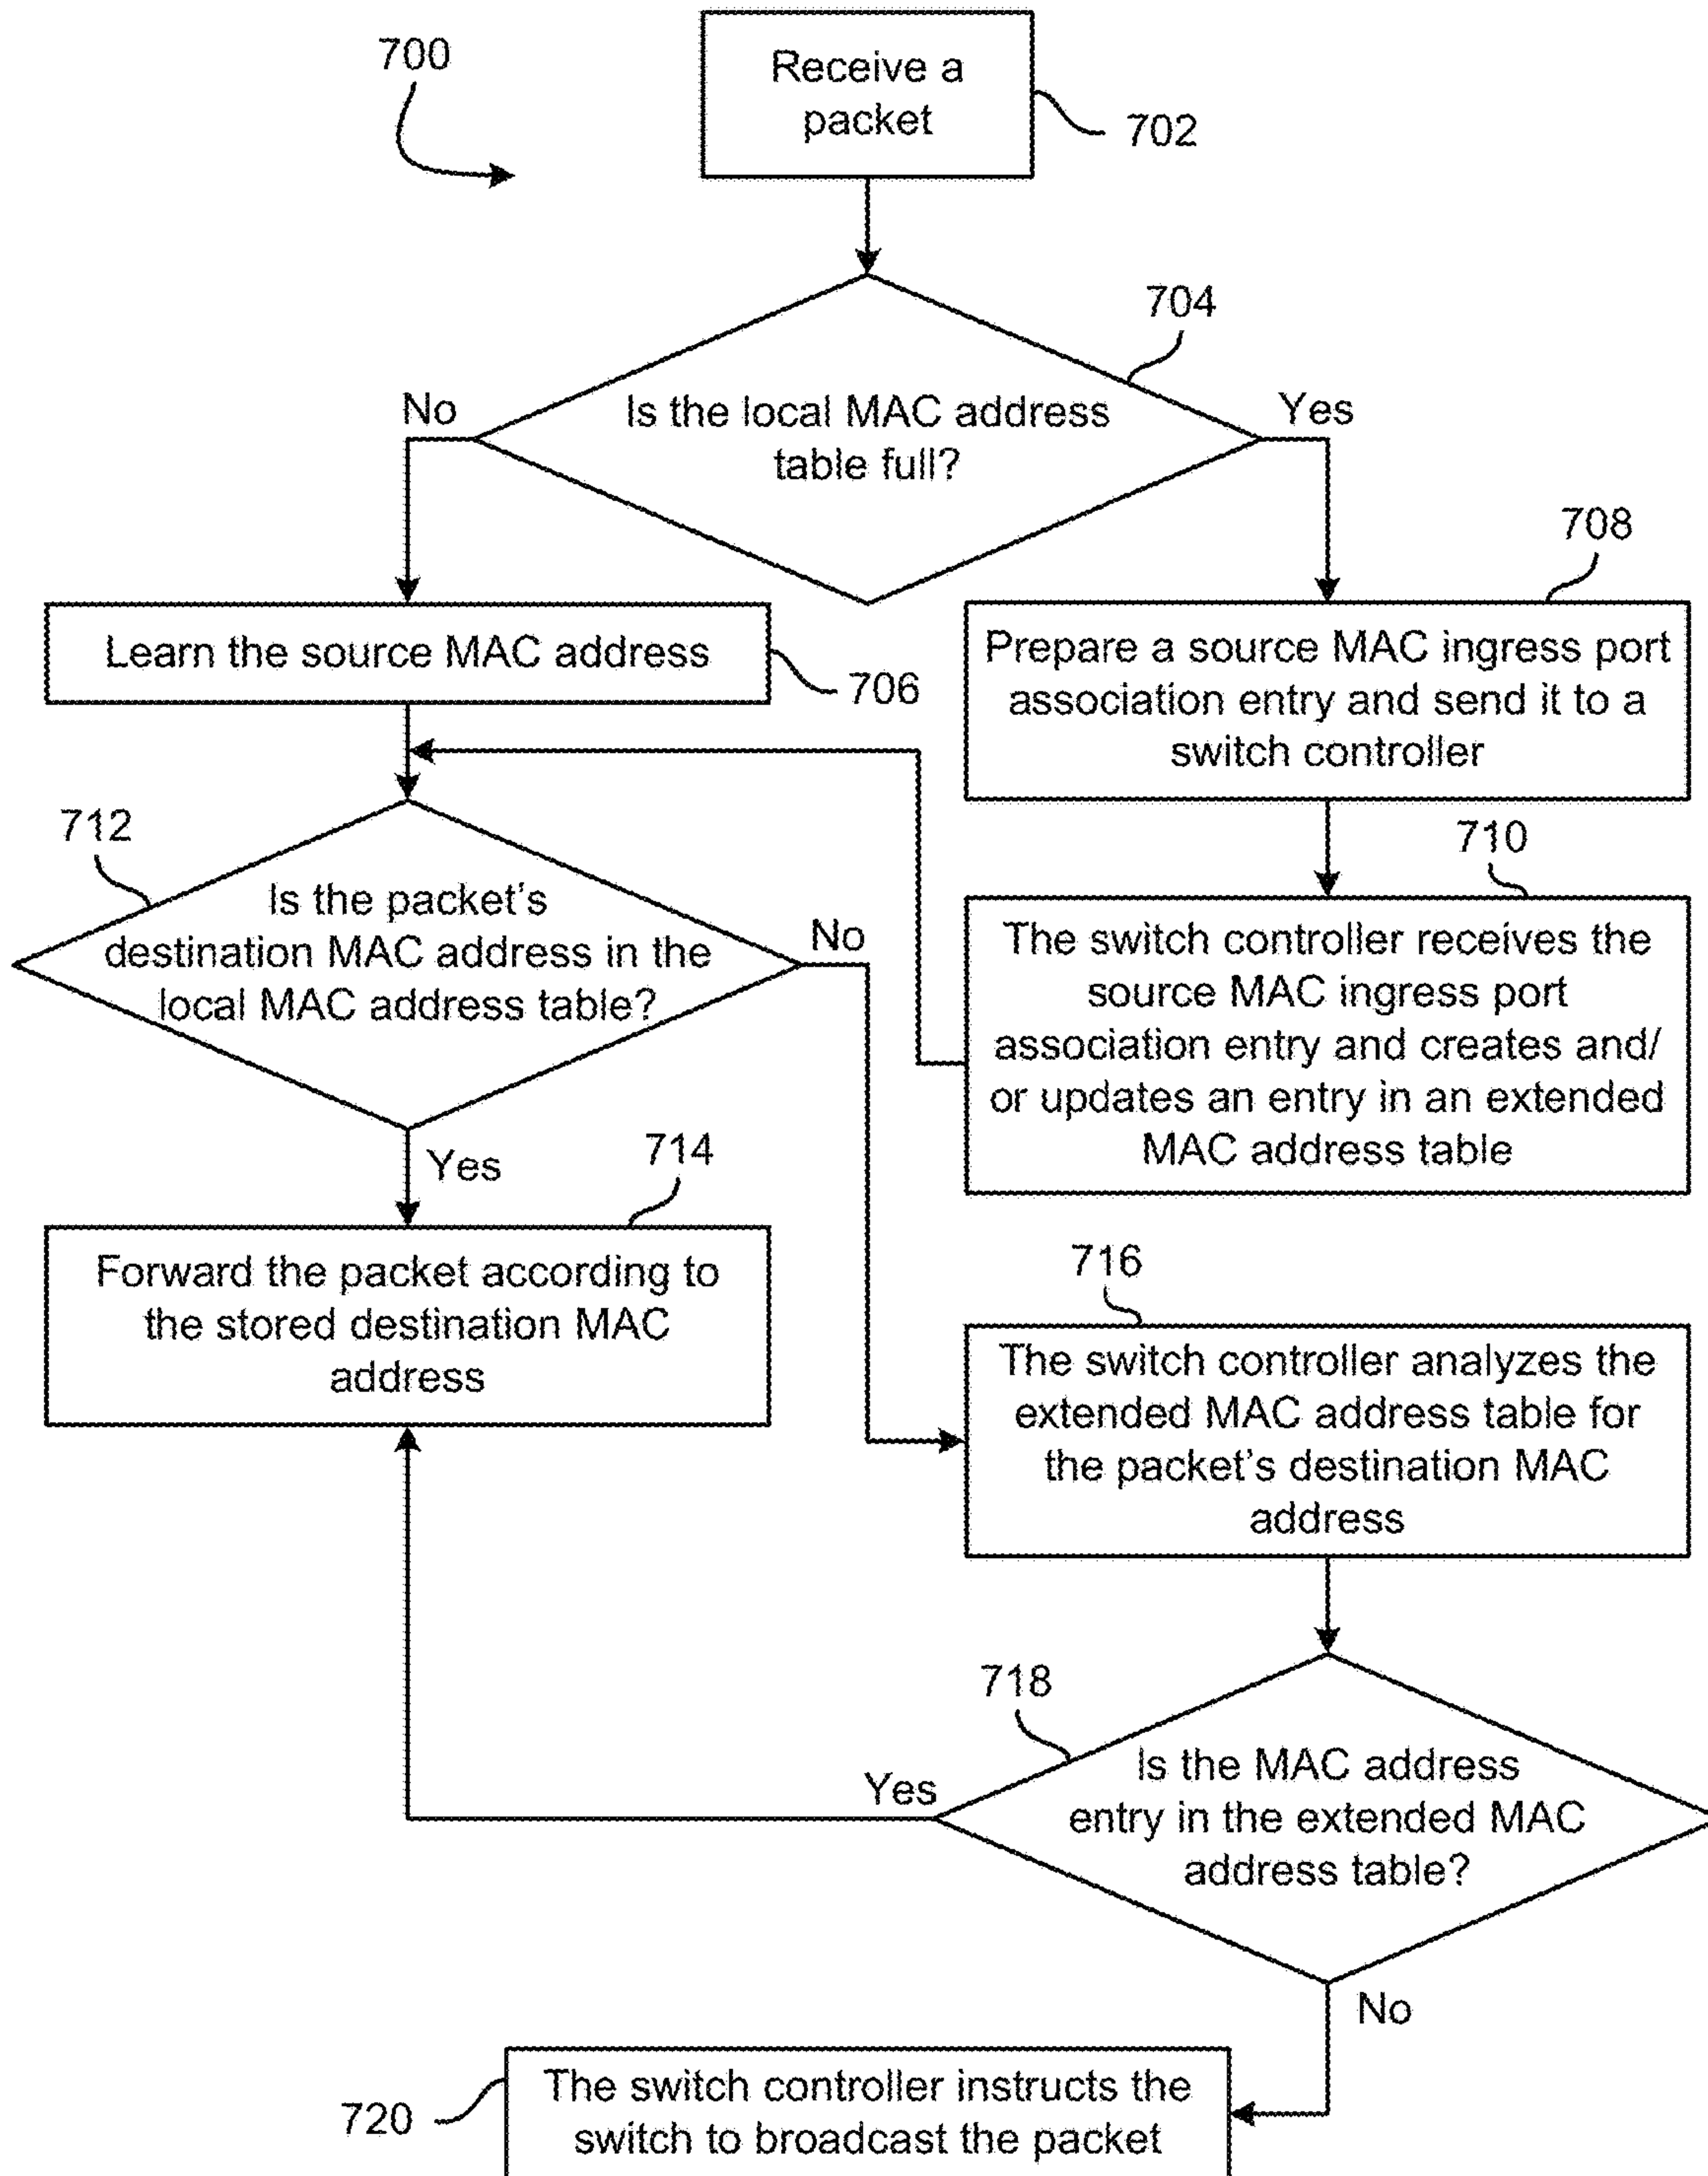 700
Receive a
packet
702
704
No
Is the local MAC address
table full?
Yes
708
Learn the source MAC address
706
Prepare a source MAC ingress port
association entry and send it to a
switch controller
712
710
Is the packet's
destination MAC address in the
local MAC address table?
No
The switch controller receives the
source MAC ingress port
association entry and creates and/
or updates an entry in an extended
MAC address table
Yes
714
Forward the packet according to
the stored destination MAC
address
716
The switch controller analyzes the
extended MAC address table for
the packet's destination MAC
address
718
Yes
Is the MAC address
entry in the extended MAC
address table?
No
720
The switch controller instructs the
switch to broadcast the packet